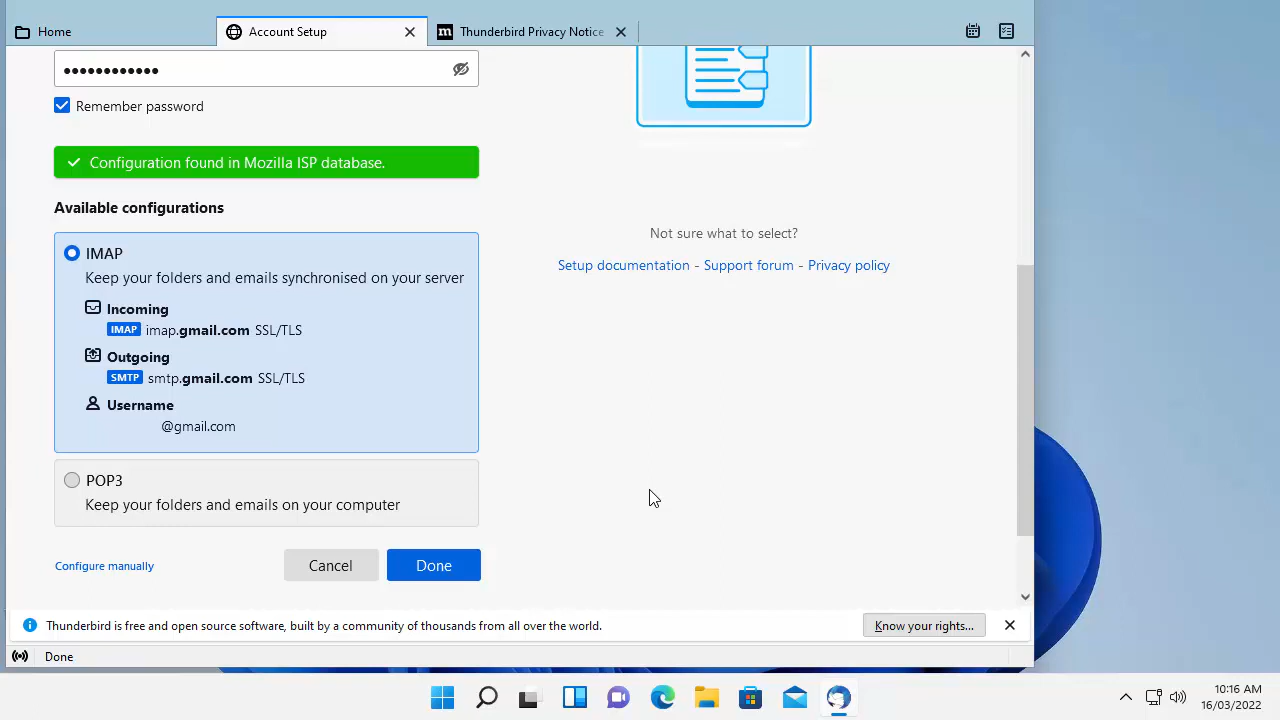 Home
Account Setup
Thunderbird Privacy Notice
●●●●●●●●●●●●
Remember password
Configuration found in Mozilla ISP database.
Available configurations
IMAP
Keep your folders and emails synchronised on your server
Incoming
IMAP imap.gmail.com SSL/TLS
Outgoing
SMTP smtp.gmail.com SSL/TLS
Username
@gmail.com
POP3
Keep your folders and emails on your computer
Configure manually
Cancel
Done
Not sure what to select?
Setup documentation - Support forum - Privacy policy
Thunderbird is free and open source software, built by a community of thousands from all over the world.
Know your rights...
Done
10:16 AM
16/03/2022